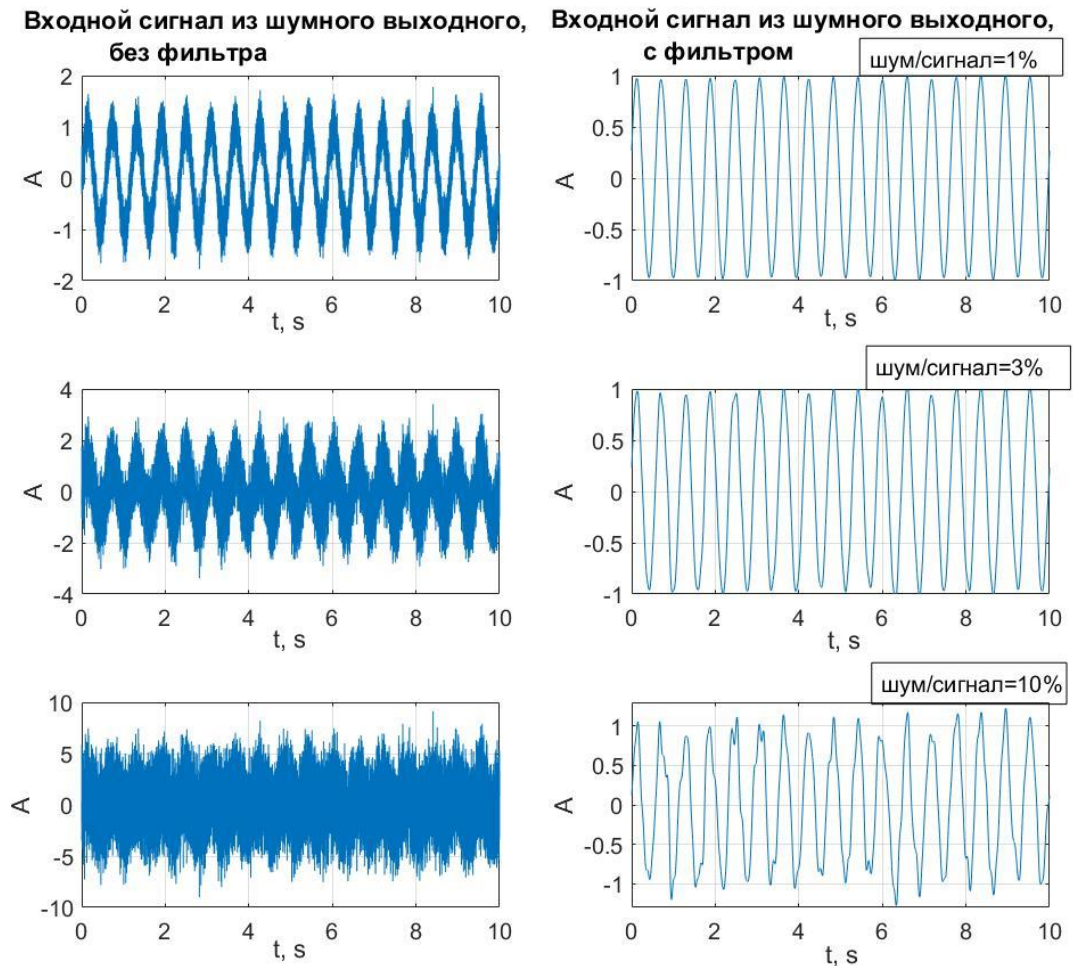 Входной сигнал из шумного выходного,
без фильтра
Входной сигнал из шумного выходного,
с фильтром
шум/сигнал=1%
2
1
0
-1
-2
A
0 2 4 6 8 10
t, s
1
0.5
0
-0.5
-1
A
0 2 4 6 8 10
t, s
шум/сигнал=3%
4
2
0
-2
-4
A
0 2 4 6 8 10
t, s
1
0.5
0
-0.5
-1
A
0 2 4 6 8 10
t, s
шум/сигнал=10%
10
5
0
-5
-10
A
0 2 4 6 8 10
t, s
1
0.5
0
-0.5
-1
A
0 2 4 6 8 10
t, s